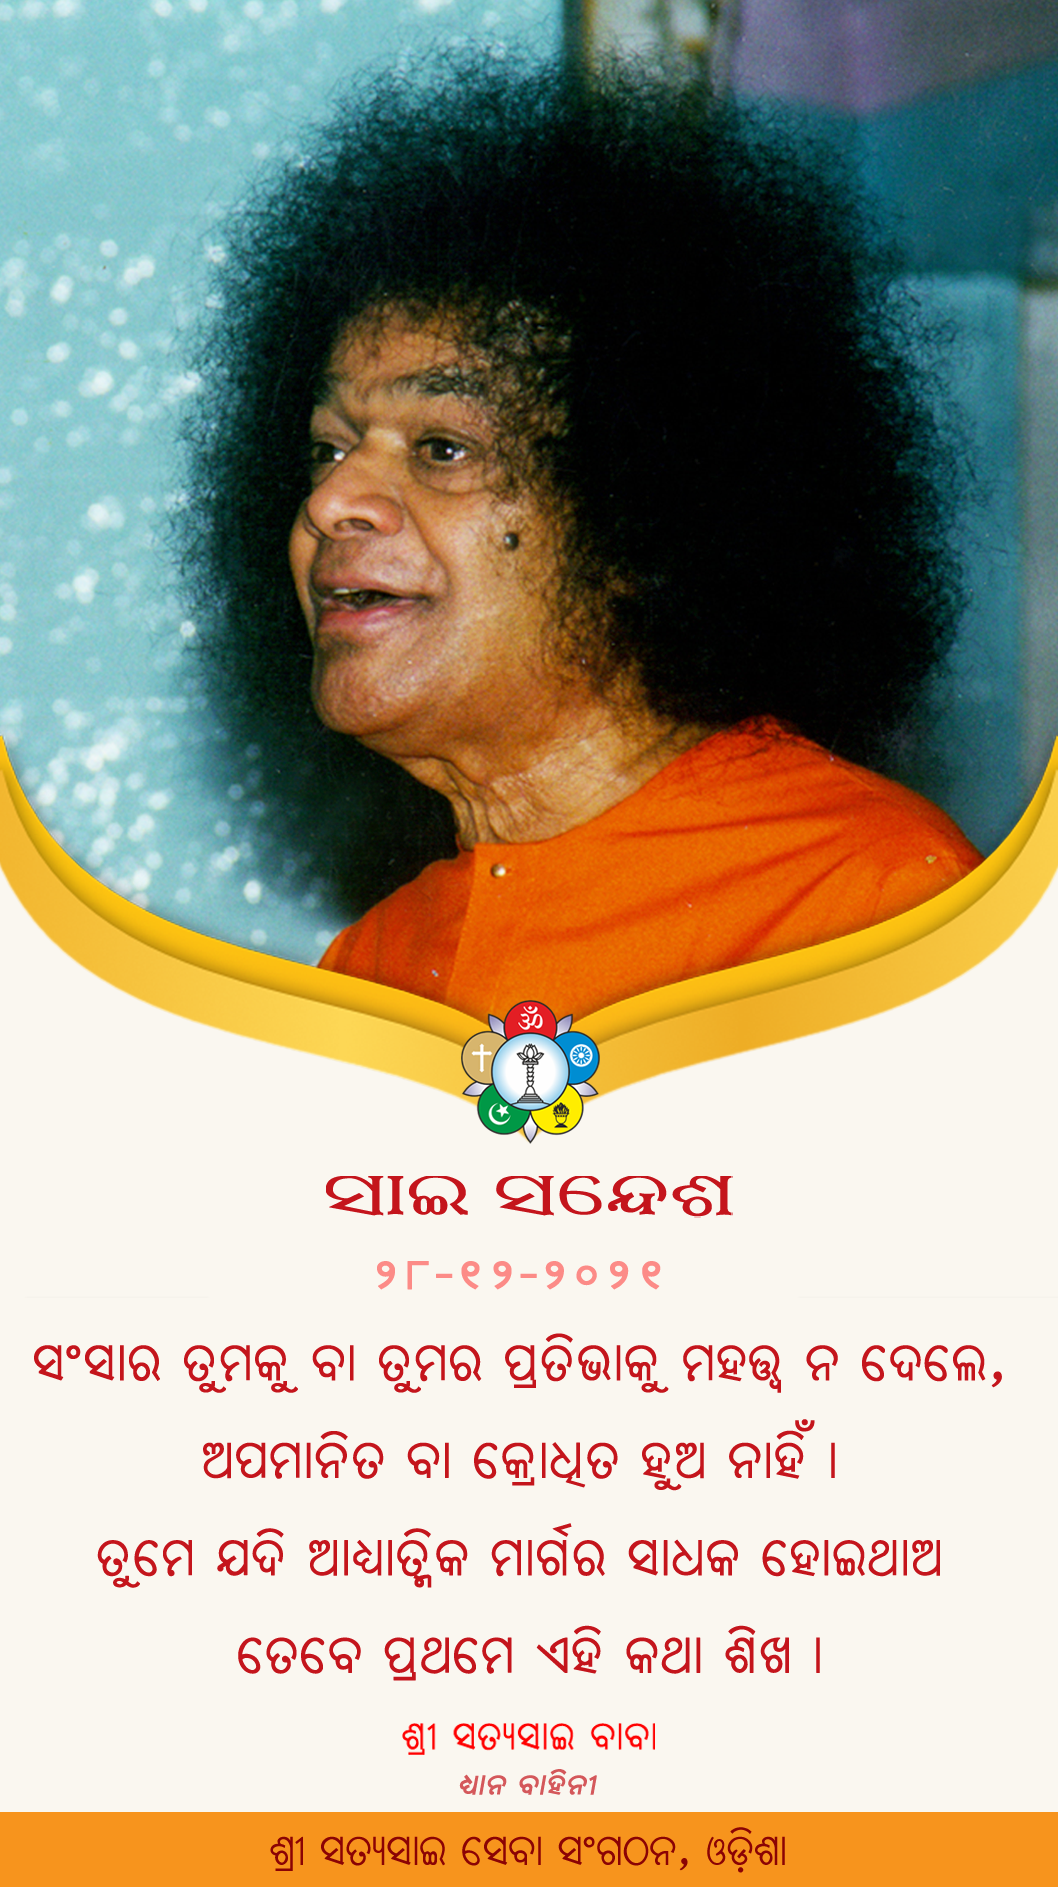 ॐ
ସାଇ ସନ୍ଦେଶ
୨୮-୧୨-୨୦୨୧
ସଂସାର ତୁମକୁ ବା ତୁମର ପ୍ରତିଭାକୁ ମହତ୍ତ୍ୱ ନ ଦେଲେ,
ଅପମାନିତ ବା କ୍ରୋଧିତ ହୁଅ ନାହିଁ ।
ତୁମେ ଯଦି ଆଧ୍ୟାତ୍ମିକ ମାର୍ଗର ସାଧକ ହୋଇଥାଅ
ତେବେ ପ୍ରଥମେ ଏହି କଥା ଶିଖ ।
ଶ୍ରୀ ସତ୍ୟସାଇ ବାବା
ଧ୍ୟାନ ବାହିନୀ
ଶ୍ରୀ ସତ୍ୟସାଇ ସେବା ସଂଗଠନ, ଓଡ଼ିଶା